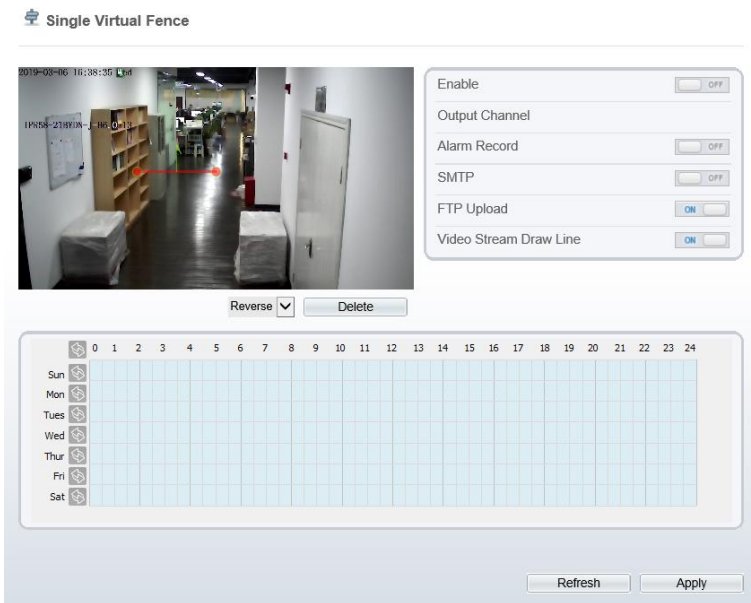 Single Virtual Fence
2019-03-06 16:38:35 Wed
Enable OFF
Output Channel
Alarm Record OFF
SMTP OFF
FTP Upload ON
Video Stream Draw Line ON
Reverse Delete
0 1 2 3 4 5 6 7 8 9 10 11 12 13 14 15 16 17 18 19 20 21 22 23 24
Sun
Mon
Tues
Wed
Thur
Fri
Sat
Refresh Apply